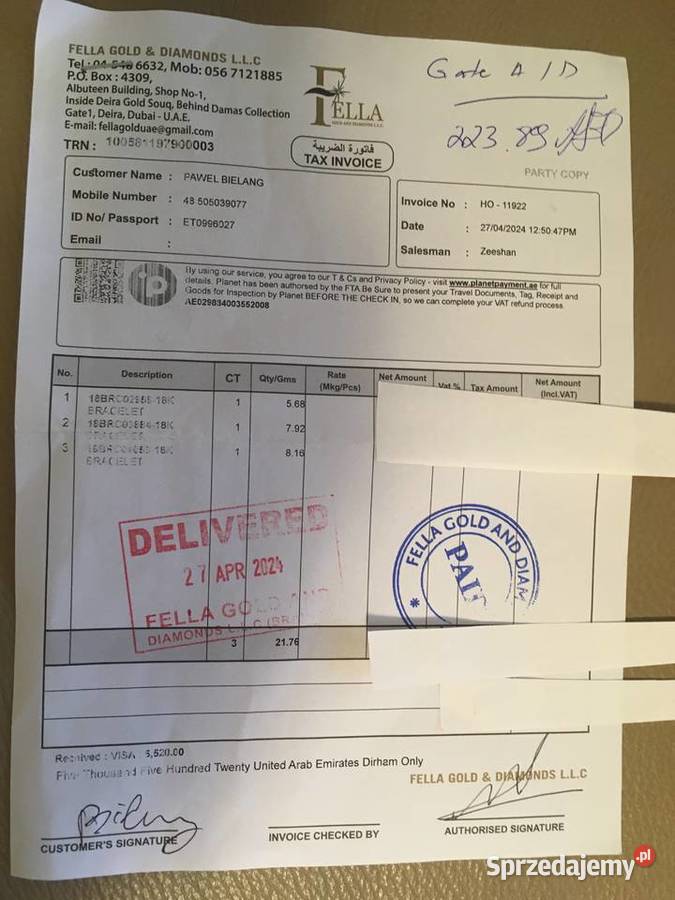 FELLA GOLD & DIAMONDS L.L.C
Tel: 04 548 6632, Mob: 056 7121885
P.O. Box : 4309,
Albuteen Building, Shop No-1,
Inside Deira Gold Souq, Behind Damas Collection
Gate1, Deira, Dubai - U.A.E.
E-mail: fellagolduae@gmail.com
TRN : 100581197900003
FELLA
GOLD AND DIAMONDS L.L.C
فاتورة الضريبة
TAX INVOICE
223.89
PARTY COPY
Customer Name : PAWEL BIELANG
Mobile Number : 48 505039077
ID No/ Passport : ET0996027
Email :
Invoice No : HO - 11922
Date : 27/04/2024 12:50:47PM
Salesman : Zeeshan
By using our service, you agree to our T & Cs and Privacy Policy - visit www.planetpayment.ae for full
details. Planet has been authorised by the FTA Be Sure to present your Travel Documents, Tag, Receipt and
Goods for Inspection by Planet BEFORE THE CHECK IN, so we can complete your VAT refund process.
AE029834003552008
No. Description CT Qty/Gms Rate (Mkg/Pcs) Net Amount Vat % Tax Amount Net Amount (Incl.VAT)
1 18K 1 5.68
BRACELET
2 18K 1 7.92
BRACELET
3 18K 1 8.16
BRACELET
DELIVERED
27 APR 2024
FELLA GOLD AND
DIAMONDS L.L.C
FELLA GOLD AND DIAM
PAID
3 21.76
Received : VISA 5,520.00
Five Thousand Five Hundred Twenty United Arab Emirates Dirham Only
FELLA GOLD & DIAMONDS L.L.C
CUSTOMER'S SIGNATURE
INVOICE CHECKED BY
AUTHORISED SIGNATURE
Sprzedajemy.pl